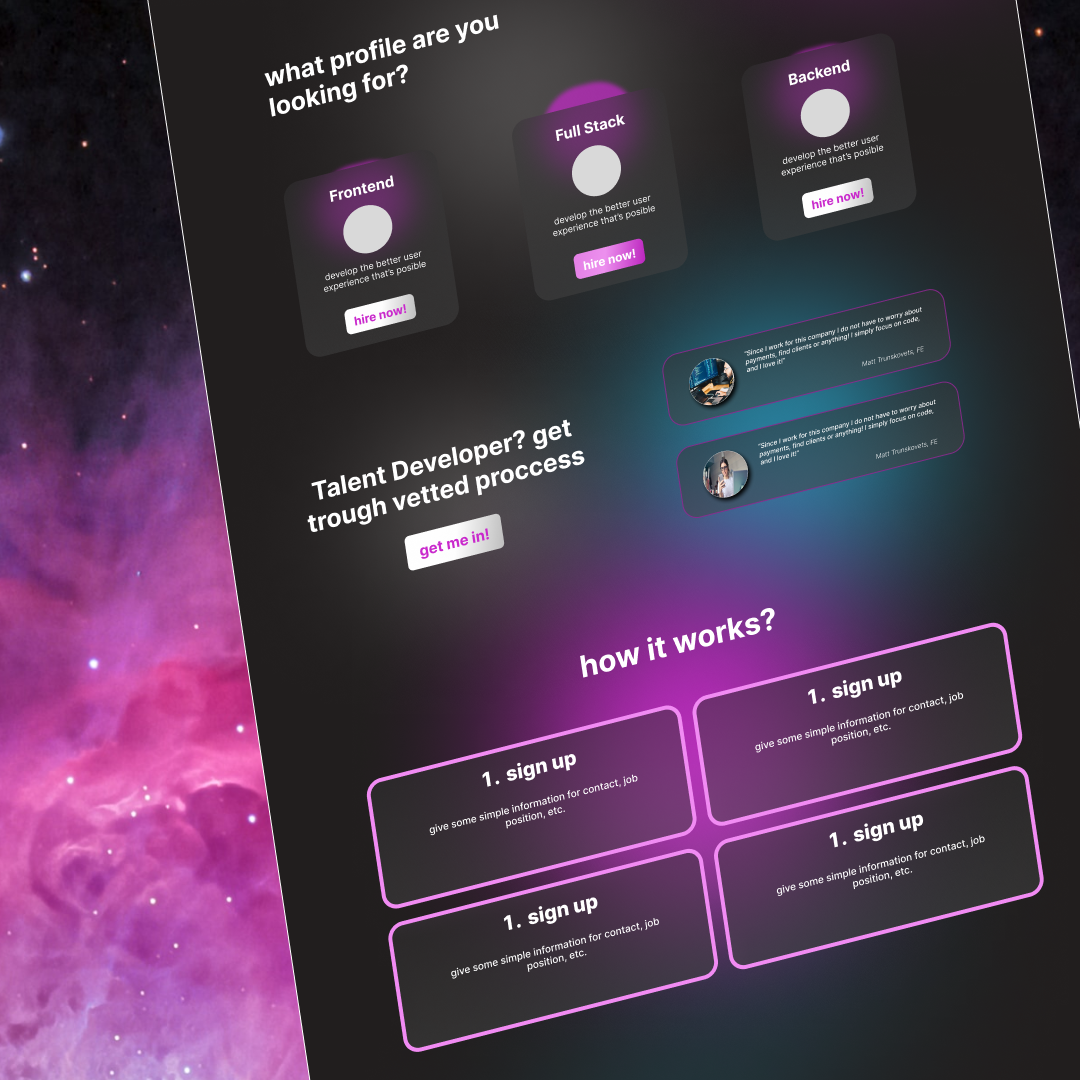 what profile are you
looking for?
Frontend
develop the better user
experience that's posible
hire now!
Full Stack
develop the better user
experience that's posible
hire now!
Backend
develop the better user
experience that's posible
hire now!
Talent Developer? get
trough vetted proccess
get me in!
"Since I work for this company I do not have to worry about
payments, find clients or anything! I simply focus on code,
and I love it!"
Matt Trunskovets, FE
"Since I work for this company I do not have to worry about
payments, find clients or anything! I simply focus on code,
and I love it!"
Matt Trunskovets, FE
how it works?
1. sign up
give some simple information for contact, job
position, etc.
1. sign up
give some simple information for contact, job
position, etc.
1. sign up
give some simple information for contact, job
position, etc.
1. sign up
give some simple information for contact, job
position, etc.